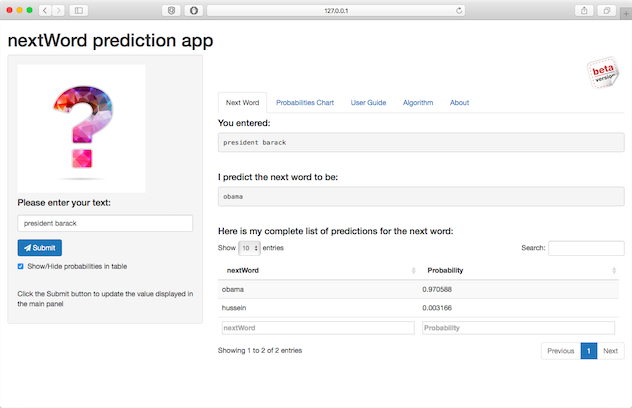 127.0.0.1
nextWord prediction app
beta
version
Next Word Probabilities Chart User Guide Algorithm About
You entered:
president barack
I predict the next word to be:
obama
Please enter your text:
president barack
Submit
Show/Hide probabilities in table
Click the Submit button to update the value displayed in
the main panel
Here is my complete list of predictions for the next word:
Show 10 entries Search:
nextWord Probability
obama 0.970588
hussein 0.003166
nextWord Probability
Showing 1 to 2 of 2 entries Previous 1 Next